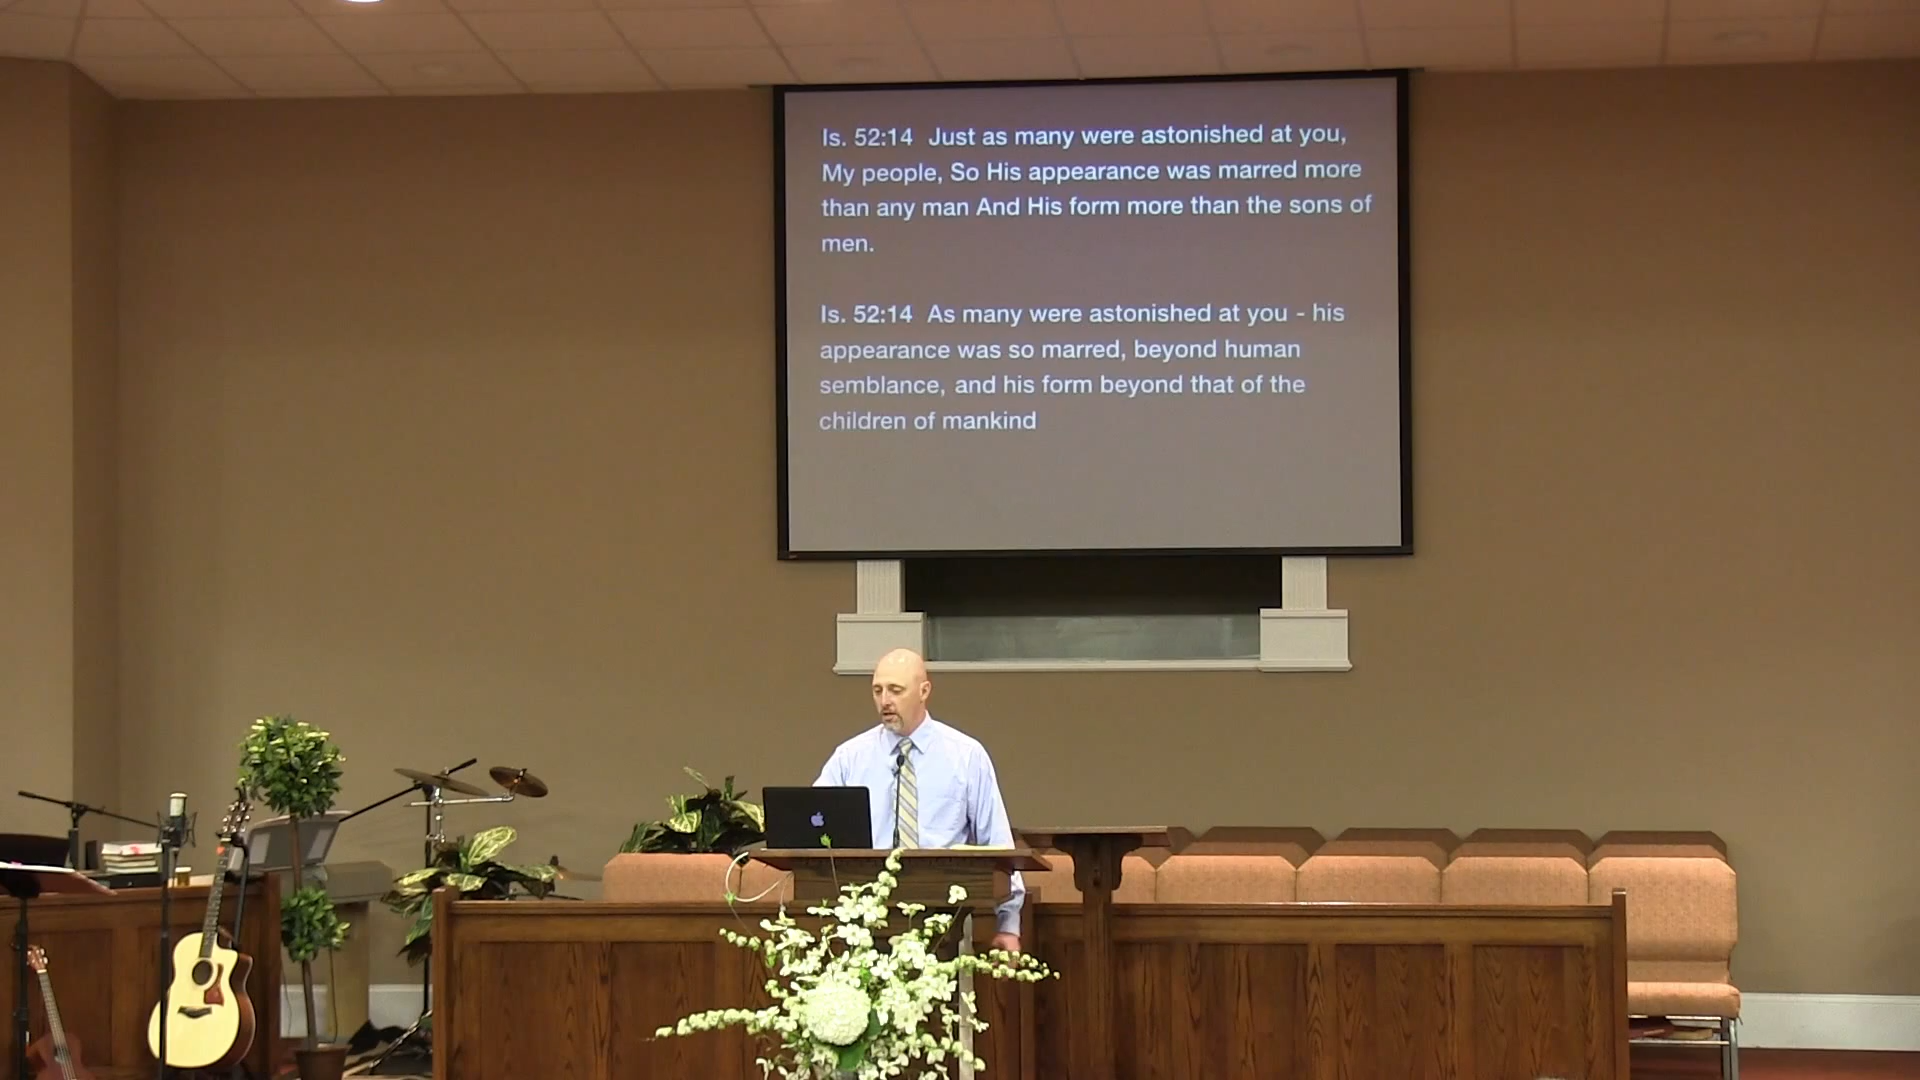 Is. 52:14 Just as many were astonished at you,
My people, So His appearance was marred more
than any man And His form more than the sons of
men.
Is. 52:14 As many were astonished at you - his
appearance was so marred, beyond human
semblance, and his form beyond that of the
children of mankind